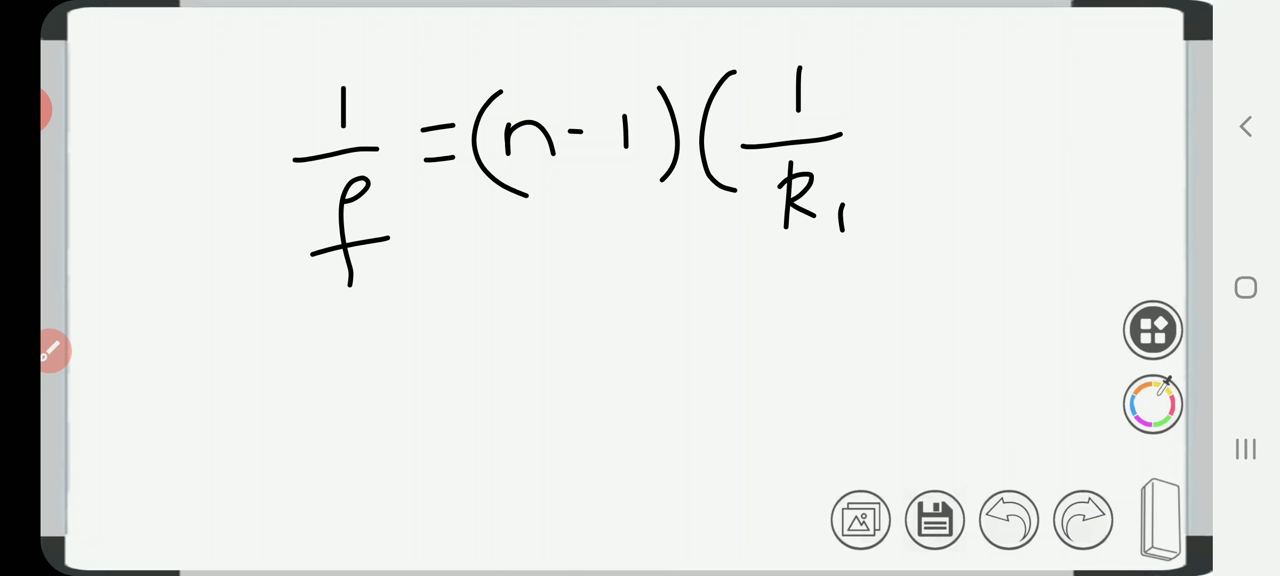 1/f = (n - 1) ( 1/R₁